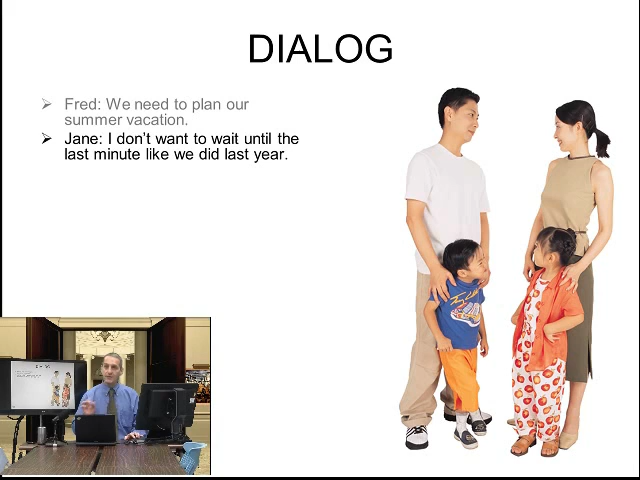 DIALOG
➢ Fred: We need to plan our
summer vacation.
➢ Jane: I don’t want to wait until the
last minute like we did last year.